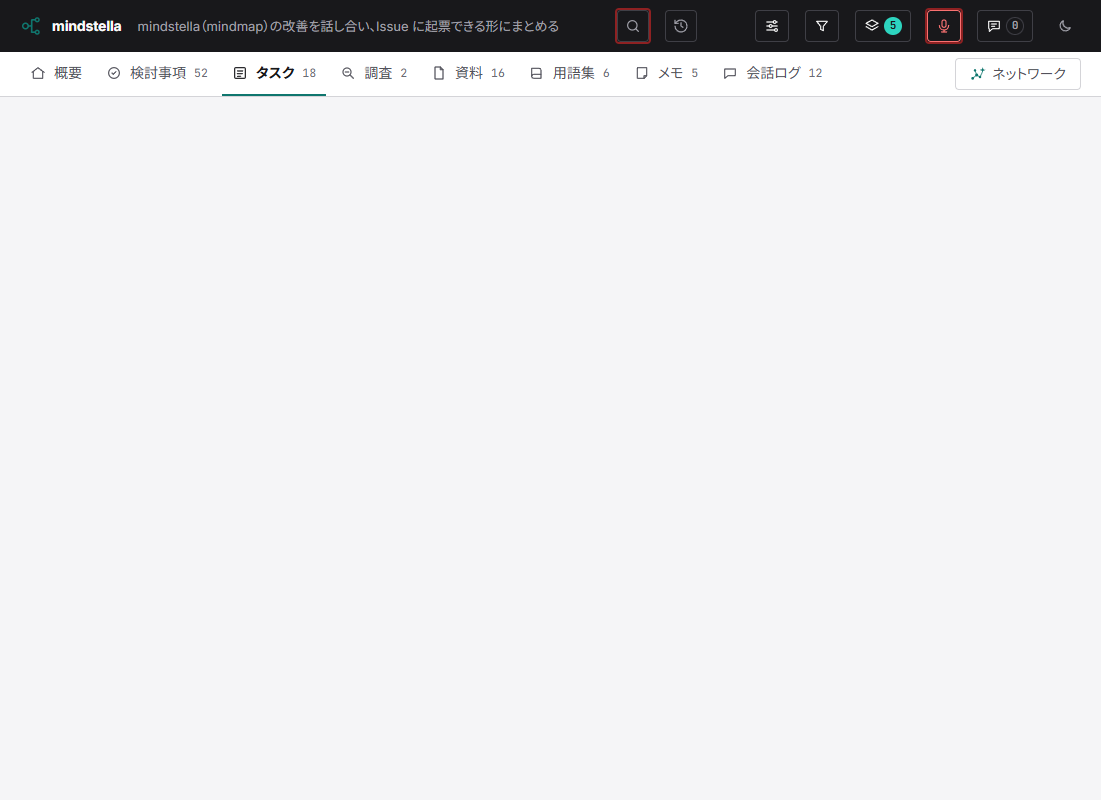 mindstella mindstella（mindmap）の改善を話し合い、Issue に起票できる形にまとめる 5 0
概要 検討事項 52 タスク 18 調査 2 資料 16 用語集 6 メモ 5 会話ログ 12 ネットワーク